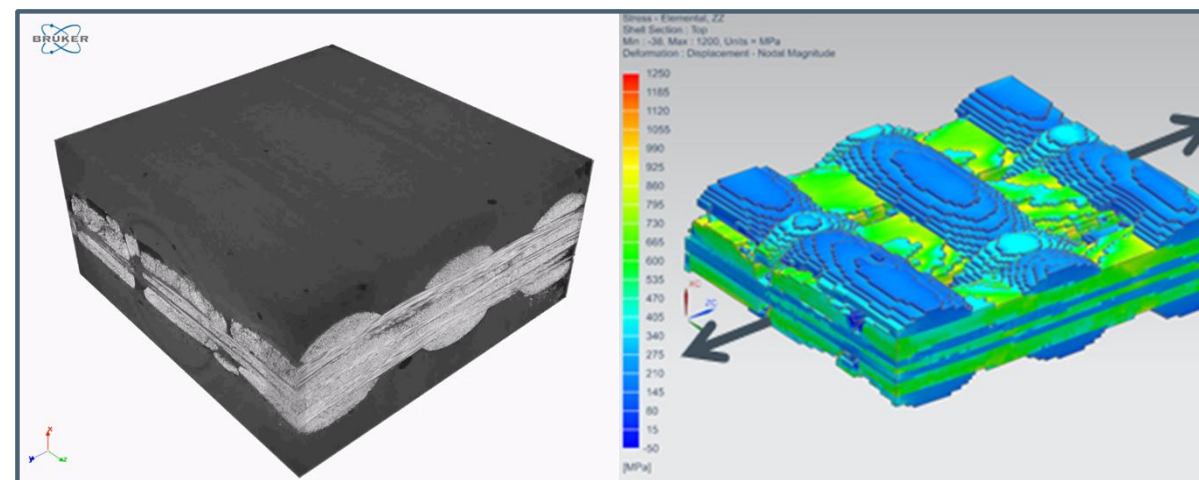 BRUKER
x
y
z
Stress - Elemental, ZZ
Shell Section : Top
Min : -38, Max : 1200, Units = MPa
Deformation : Displacement - Nodal Magnitude
1250
1185
1120
1055
990
925
860
795
730
665
600
535
470
405
340
275
210
145
80
15
-50
[MPa]
XC
ZC